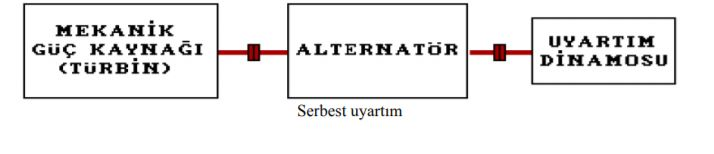 MEKANİK
GÜÇ KAYNAĞI
(TÜRBİN)
ALTERNATÖR
UYARTIM
DİNAMOSU
Serbest uyartım